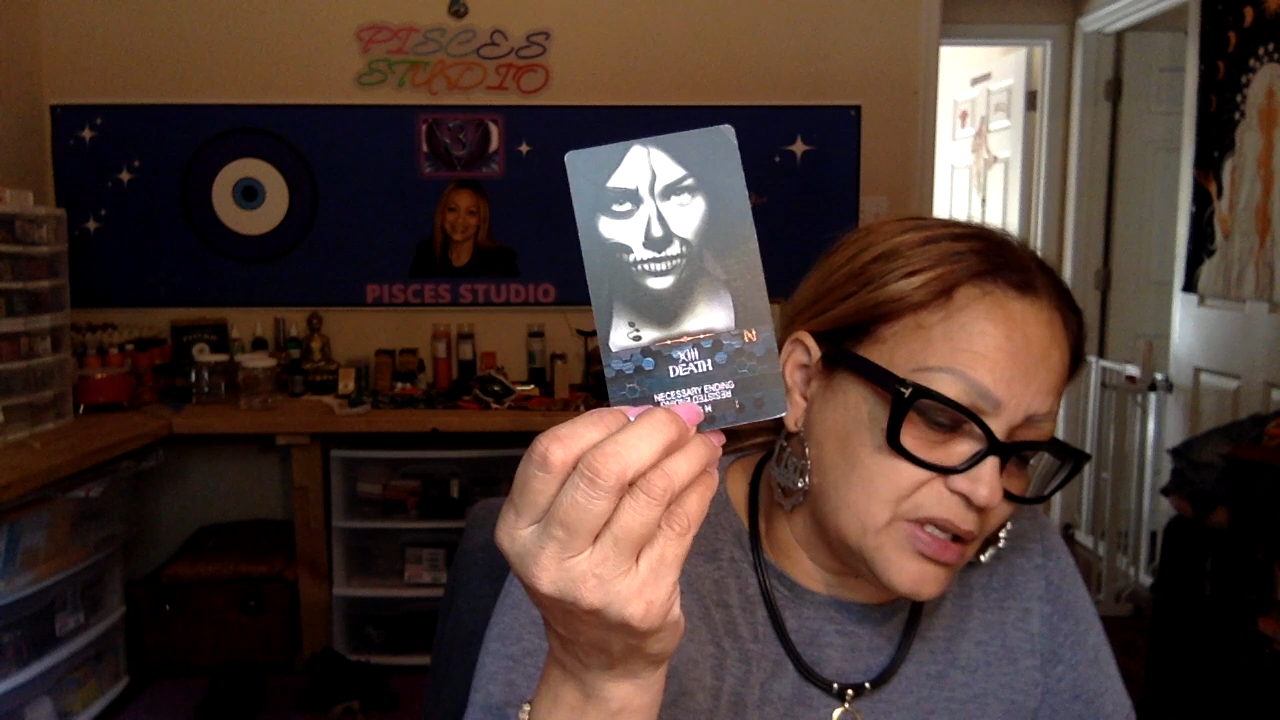 PISCES
STUDIO
PISCES STUDIO
N
XIII
DEATH
NECESSARY ENDING
RESISTED ENDING